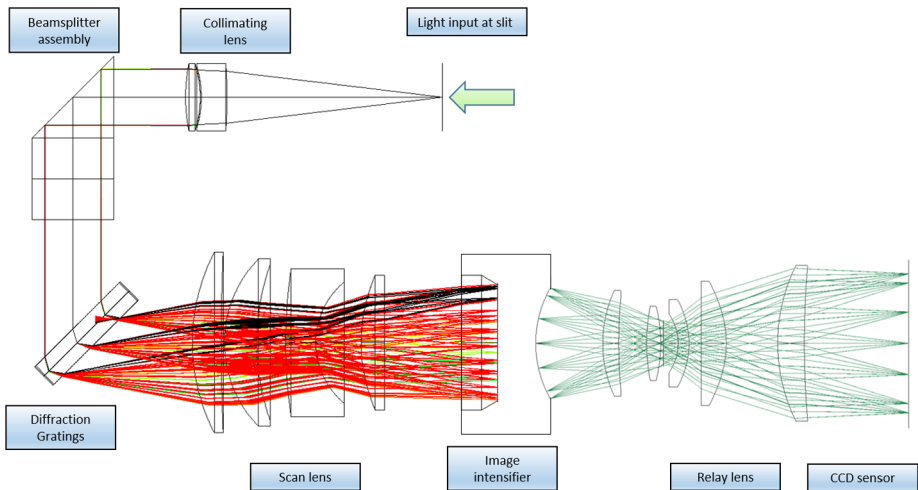 Beamsplitter
assembly
Collimating
lens
Light input at slit
Diffraction
Gratings
Scan lens
Image
intensifier
Relay lens
CCD sensor